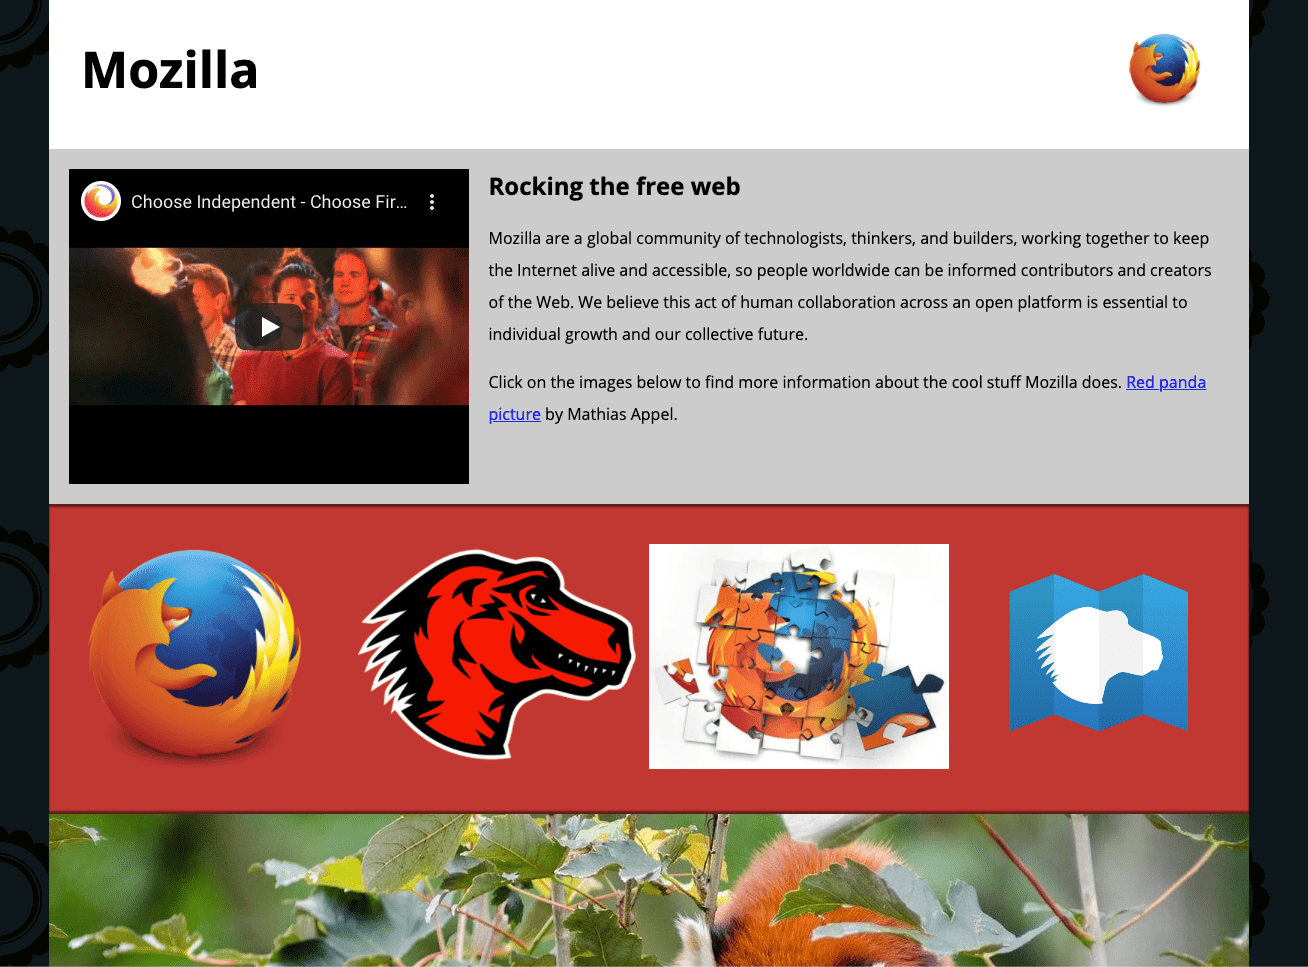 Mozilla
Choose Independent - Choose Fir...
Rocking the free web
Mozilla are a global community of technologists, thinkers, and builders, working together to keep
the Internet alive and accessible, so people worldwide can be informed contributors and creators
of the Web. We believe this act of human collaboration across an open platform is essential to
individual growth and our collective future.
Click on the images below to find more information about the cool stuff Mozilla does. Red panda
picture by Mathias Appel.